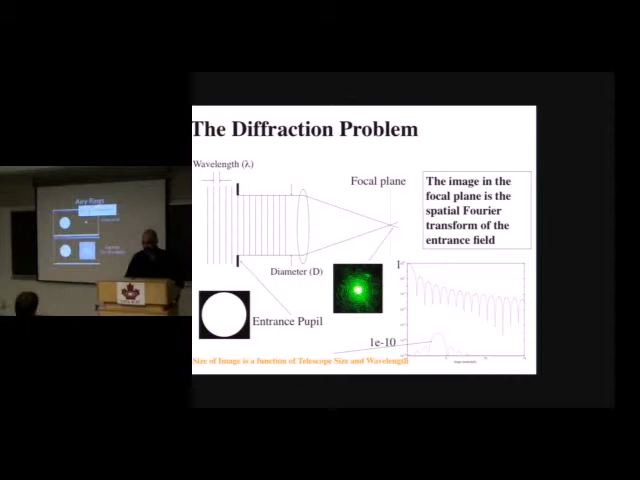 The Diffraction Problem
Wavelength (λ)
Focal plane
The image in the
focal plane is the
spatial Fourier
transform of the
entrance field
Diameter (D)
Entrance Pupil
1
1e-10
Size of Image is a function of Telescope Size and Wavelength
Airy Rings